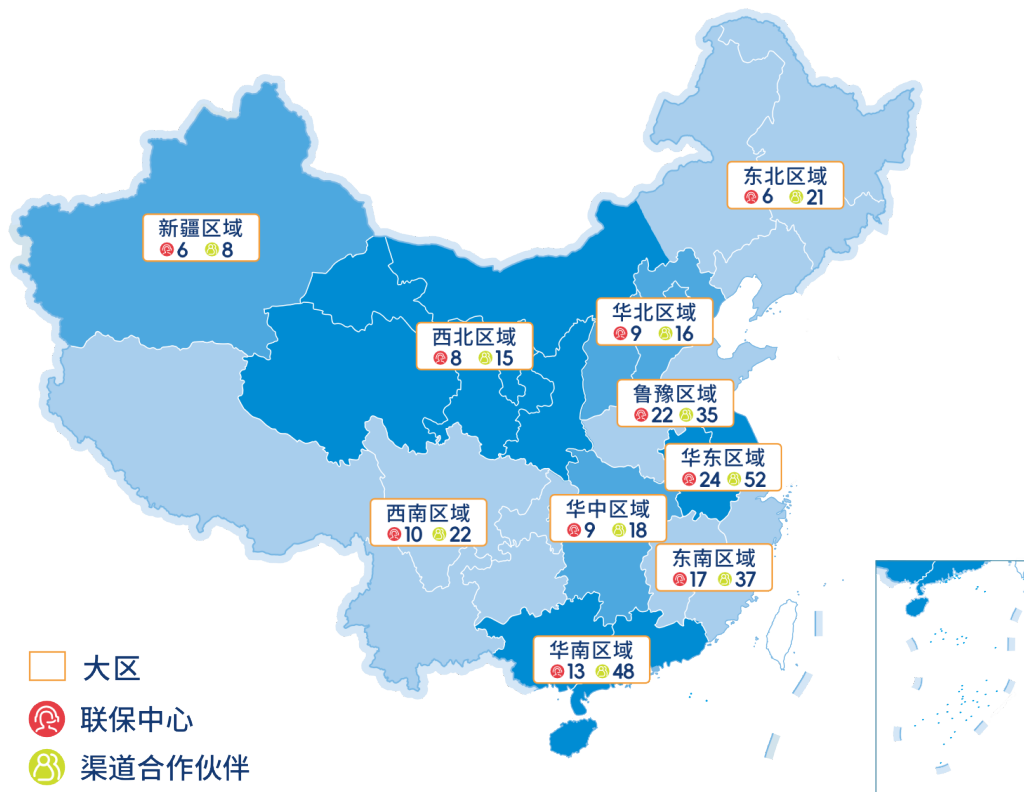 东北区域
6 21
新疆区域
6 8
华北区域
9 16
西北区域
8 15
鲁豫区域
22 35
华东区域
24 52
西南区域
10 22
华中区域
9 18
东南区域
17 37
华南区域
13 48
大区
联保中心
渠道合作伙伴